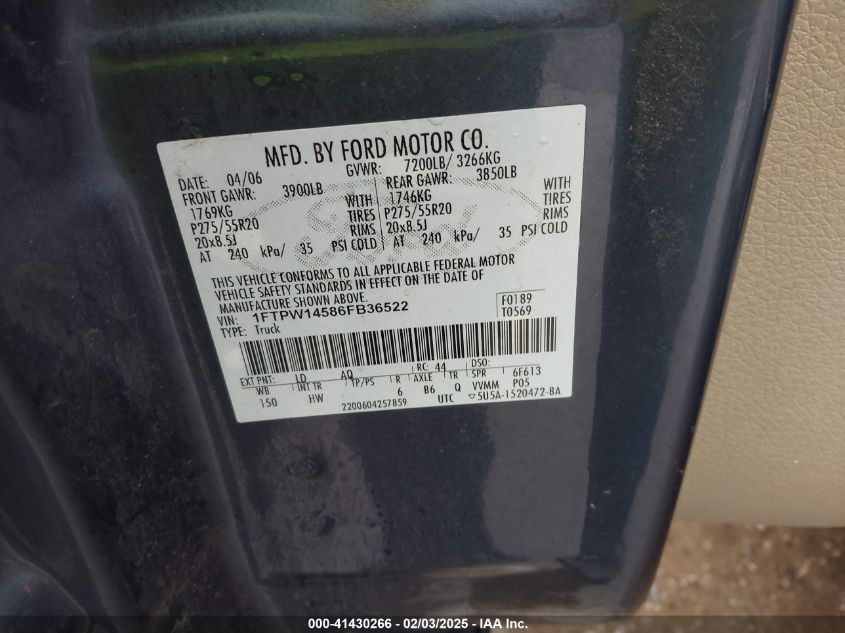 MFD. BY FORD MOTOR CO.
DATE: 04/06 GVWR: 7200LB/ 3266KG
FRONT GAWR: 3900LB REAR GAWR: 3850LB
1769KG WITH 1746KG WITH
P275/55R20 TIRES P275/55R20 TIRES
20x8.5J RIMS 20x8.5J RIMS
AT 240 kPa/ 35 PSI COLD AT 240 kPa/ 35 PSI COLD
Ford
THIS VEHICLE CONFORMS TO ALL APPLICABLE FEDERAL MOTOR
VEHICLE SAFETY STANDARDS IN EFFECT ON THE DATE OF
MANUFACTURE SHOWN ABOVE.
VIN: 1FTPW14586FB36522 F0189
TYPE: Truck T0569
EXT PNT: LD AQ RC: 44 DSO:
WB INT TR TP/PS R AXLE TR SPR 6F613
150 HW 6 B6 Q VVMM P05
2200604257859 UTC ▽5U5A-1520472-BA
000-41430266 - 02/03/2025 - IAA Inc.